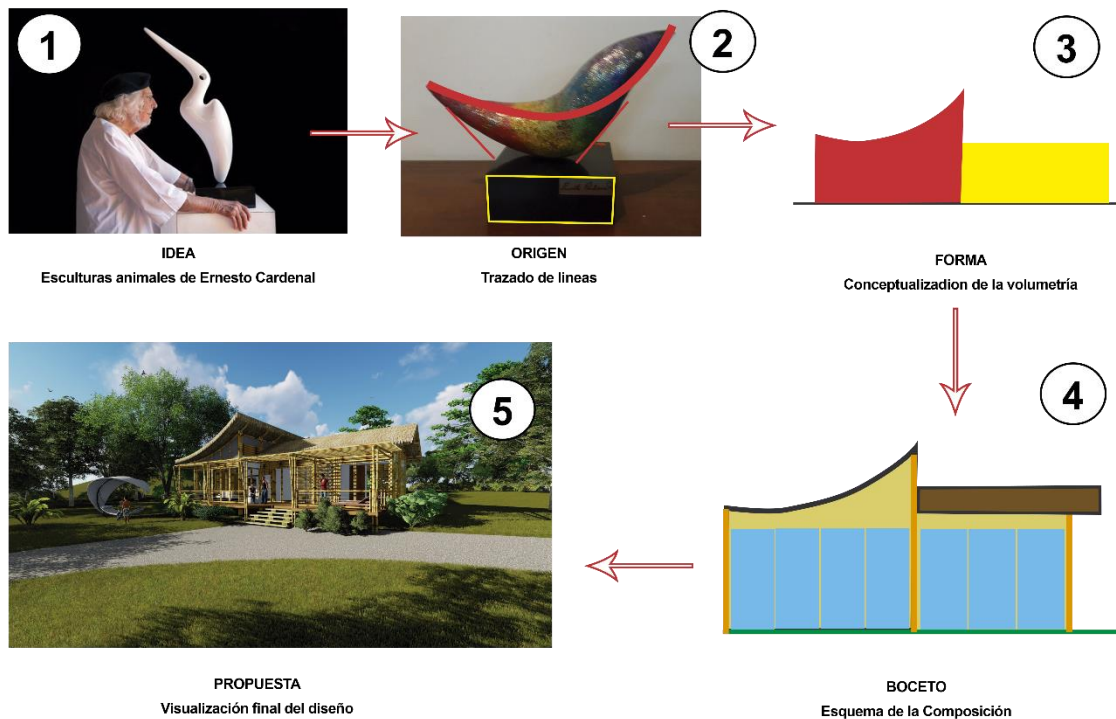 1
IDEA
Esculturas animales de Ernesto Cardenal
2
ORIGEN
Trazado de lineas
3
FORMA
Conceptualizadion de la volumetría
4
BOCETO
Esquema de la Composición
5
PROPUESTA
Visualización final del diseño